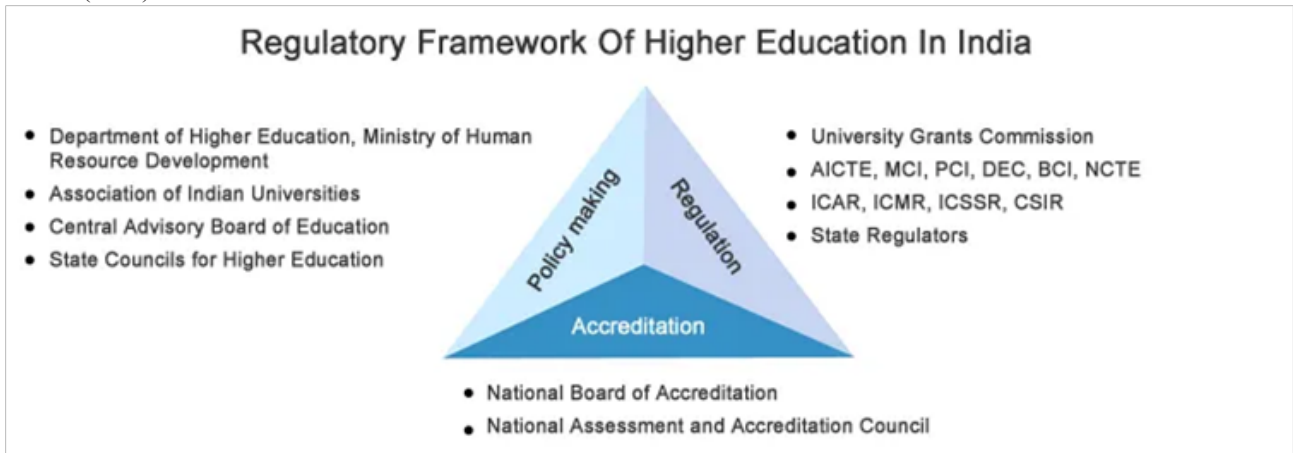 Regulatory Framework Of Higher Education In India
• Department of Higher Education, Ministry of Human
Resource Development
• Association of Indian Universities
• Central Advisory Board of Education
• State Councils for Higher Education
Policy making
Regulation
• University Grants Commission
• AICTE, MCI, PCI, DEC, BCI, NCTE
• ICAR, ICMR, ICSSR, CSIR
• State Regulators
Accreditation
• National Board of Accreditation
• National Assessment and Accreditation Council